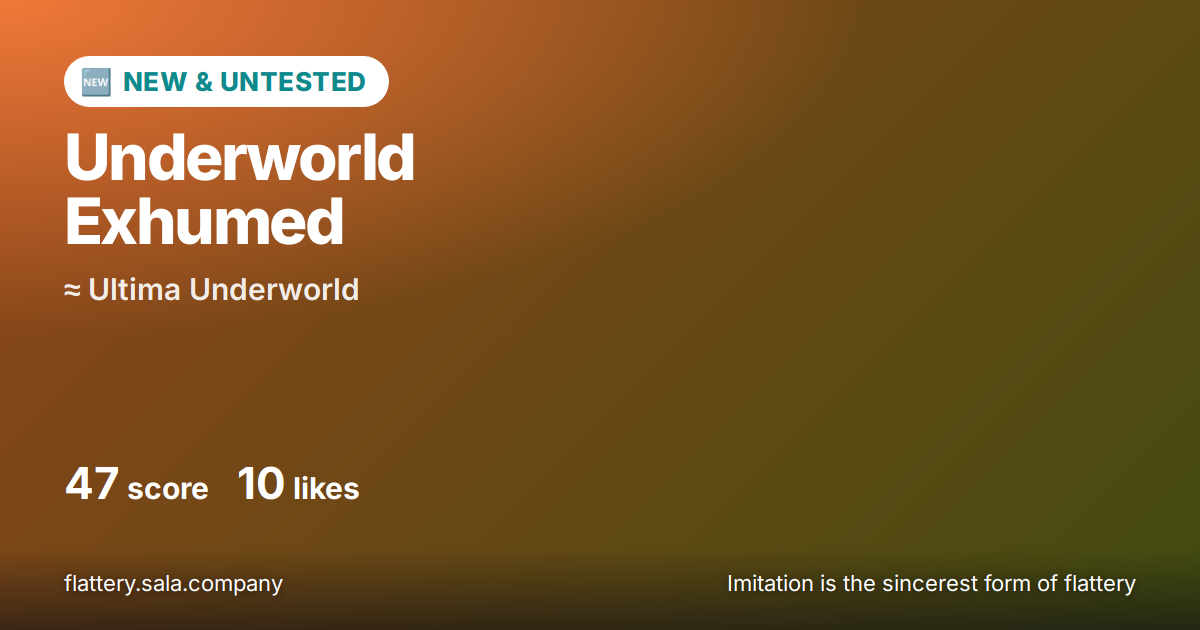 🆕 NEW & UNTESTED
Underworld
Exhumed
≈ Ultima Underworld
47 score 10 likes
flattery.sala.company
Imitation is the sincerest form of flattery